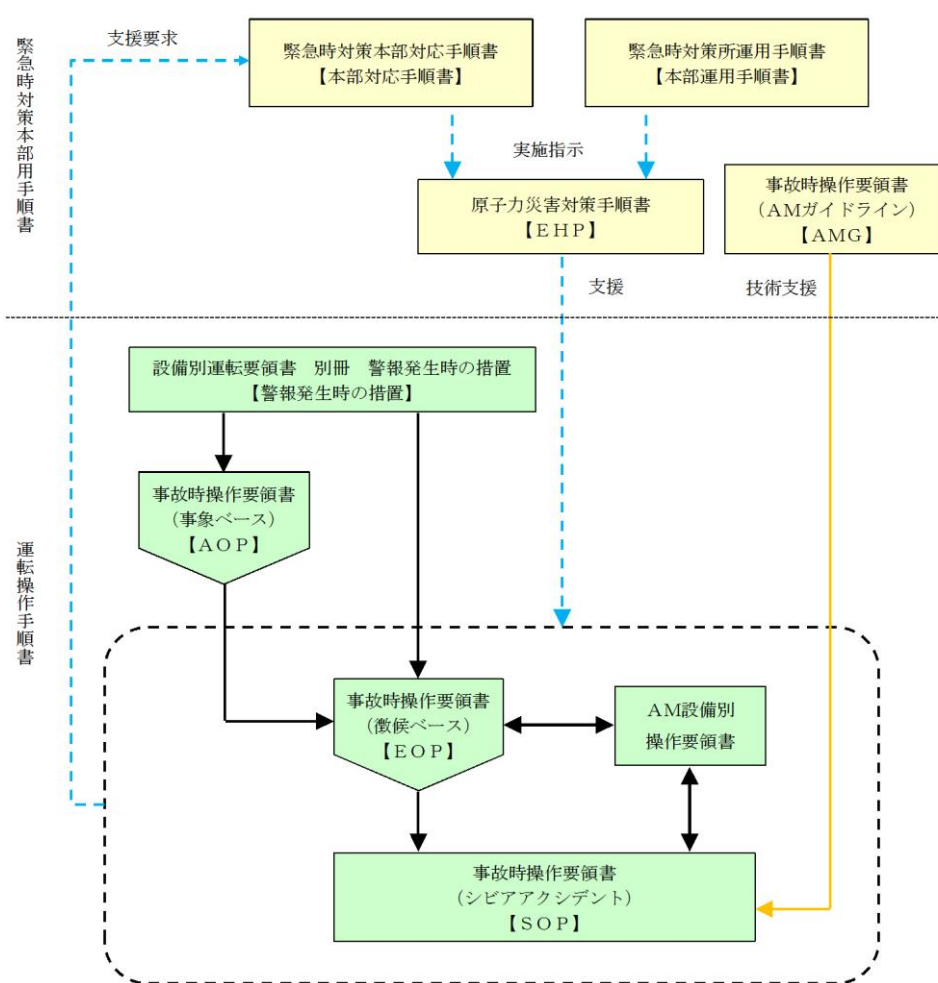 緊急時対策本部用手順書
支援要求
緊急時対策本部対応手順書
【本部対応手順書】
緊急時対策所運用手順書
【本部運用手順書】
実施指示
原子力災害対策手順書
【ＥＨＰ】
事故時操作要領書
（ＡＭガイドライン）
【ＡＭＧ】
支援
技術支援
運転操作手順書
設備別運転要領書　別冊　警報発生時の措置
【警報発生時の措置】
事故時操作要領書
（事象ベース）
【ＡＯＰ】
事故時操作要領書
（徴候ベース）
【ＥＯＰ】
ＡＭ設備別
操作要領書
事故時操作要領書
（シビアアクシデント）
【ＳＯＰ】